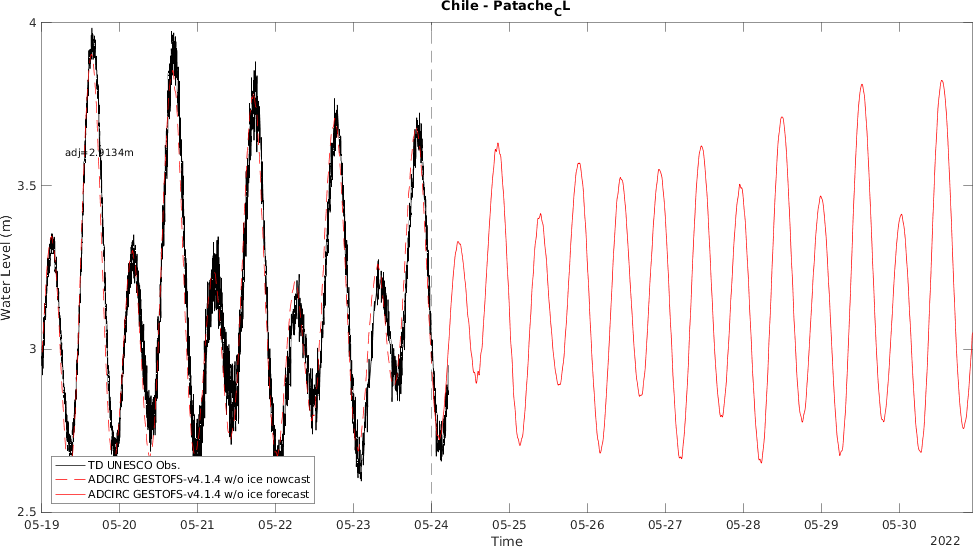 Chile - Patache_CL
4
adj=2.9134m
3.5
Water Level (m)
3
TD UNESCO Obs.
ADCIRC GESTOFS-v4.1.4 w/o ice nowcast
ADCIRC GESTOFS-v4.1.4 w/o ice forecast
2.5
05-19 05-20 05-21 05-22 05-23 05-24 05-25 05-26 05-27 05-28 05-29 05-30
Time
2022